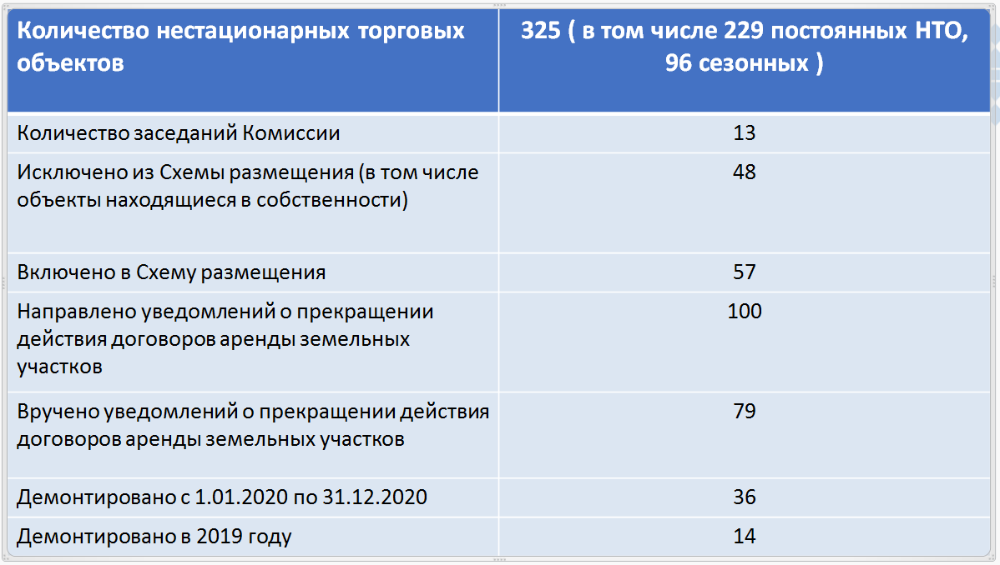 Количество нестационарных торговых
объектов
325 ( в том числе 229 постоянных НТО,
96 сезонных )
Количество заседаний Комиссии
13
Исключено из Схемы размещения (в том числе
объекты находящиеся в собственности)
48
Включено в Схему размещения
57
Направлено уведомлений о прекращении
действия договоров аренды земельных
участков
100
Вручено уведомлений о прекращении действия
договоров аренды земельных участков
79
Демонтировано с 1.01.2020 по 31.12.2020
36
Демонтировано в 2019 году
14